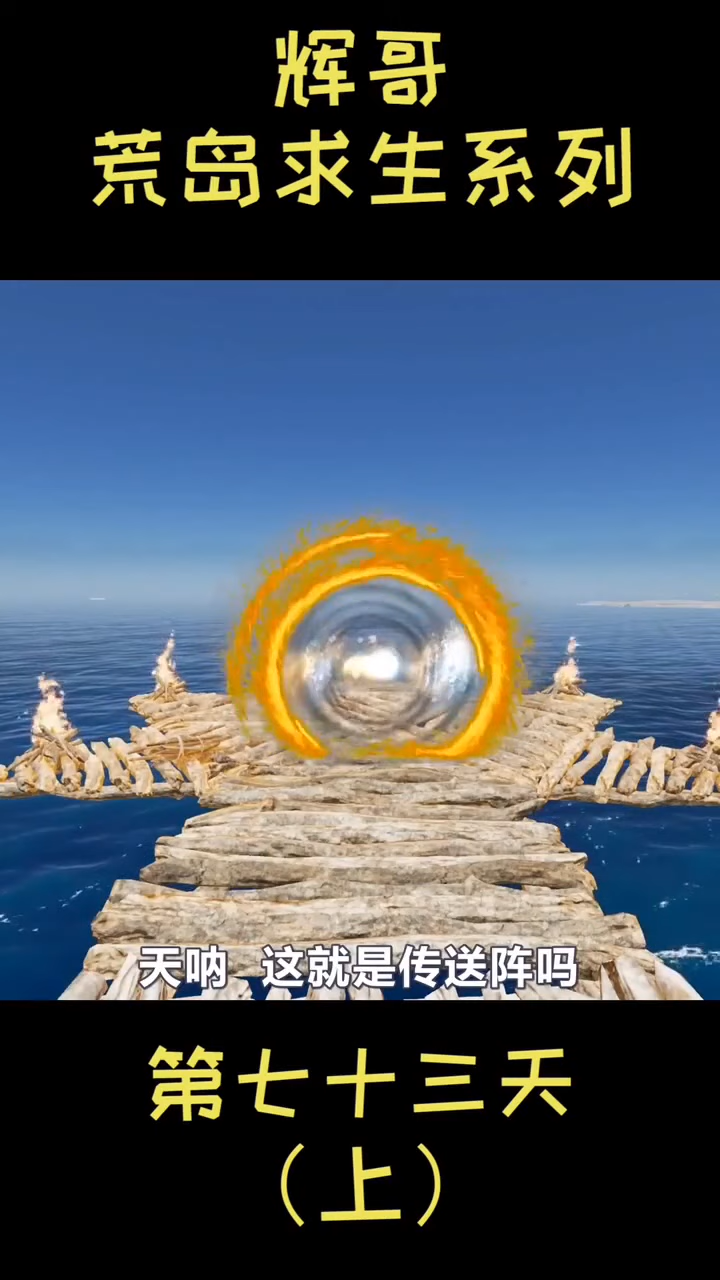 辉哥
荒岛求生系列
天呐 这就是传送阵吗
第七十三天
（上）